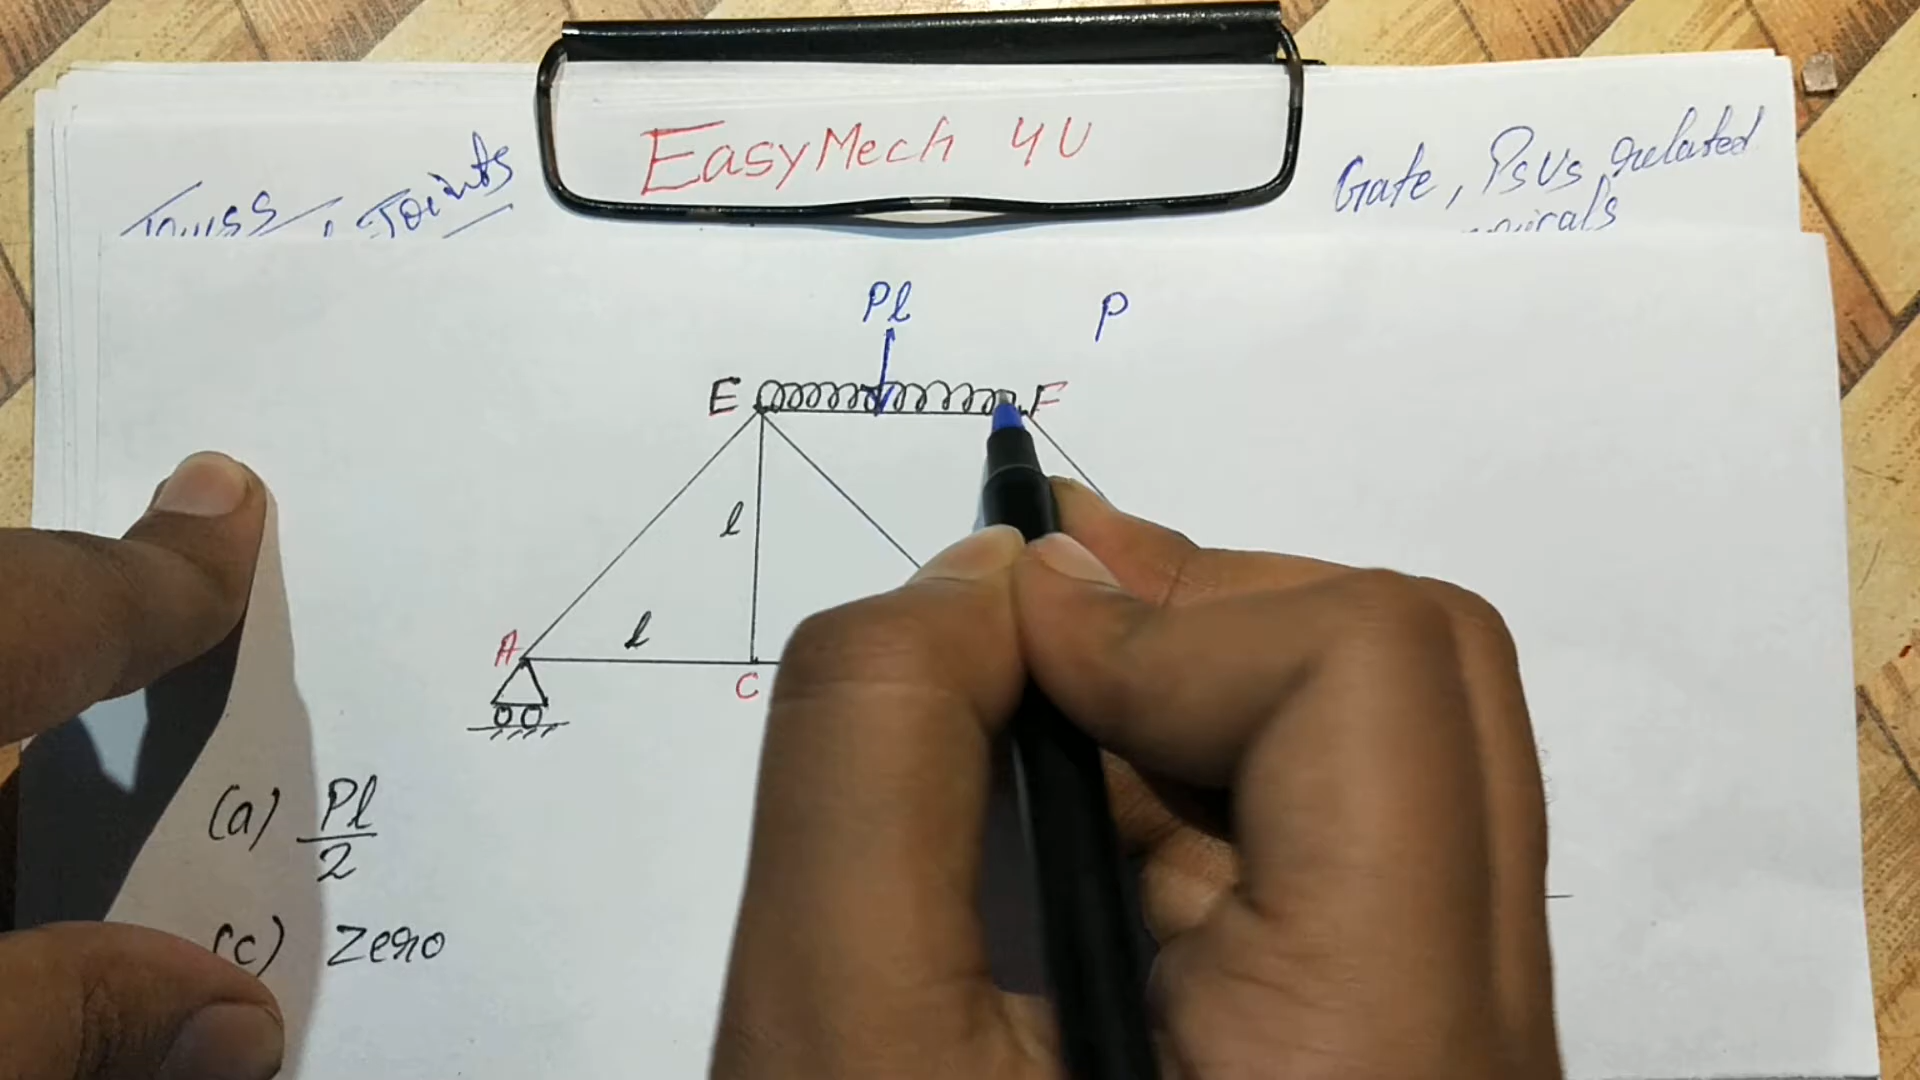 EasyMech 4U
Truss, Joints
Gate, PSUs related
Pl P
E F
l
l
A
C
(a) Pl
2
(c) Zero